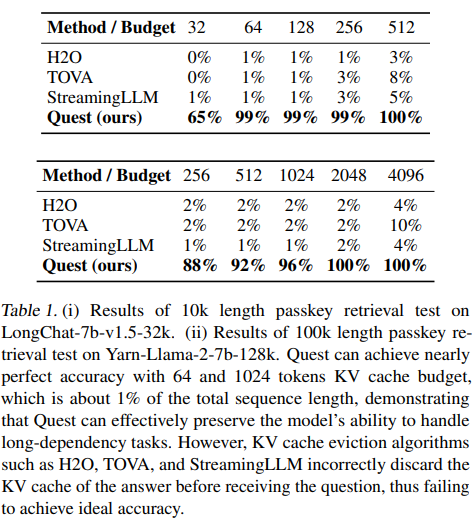 Method / Budget 32 64 128 256 512
H2O 0% 1% 1% 1% 3%
TOVA 0% 1% 1% 3% 8%
StreamingLLM 1% 1% 1% 3% 5%
Quest (ours) 65% 99% 99% 99% 100%
Method / Budget 256 512 1024 2048 4096
H2O 2% 2% 2% 2% 4%
TOVA 2% 2% 2% 2% 10%
StreamingLLM 1% 1% 1% 2% 4%
Quest (ours) 88% 92% 96% 100% 100%
Table 1. (i) Results of 10k length passkey retrieval test on
LongChat-7b-v1.5-32k. (ii) Results of 100k length passkey re-
trieval test on Yarn-Llama-2-7b-128k. Quest can achieve nearly
perfect accuracy with 64 and 1024 tokens KV cache budget,
which is about 1% of the total sequence length, demonstrating
that Quest can effectively preserve the model's ability to handle
long-dependency tasks. However, KV cache eviction algorithms
such as H2O, TOVA, and StreamingLLM incorrectly discard the
KV cache of the answer before receiving the question, thus failing
to achieve ideal accuracy.